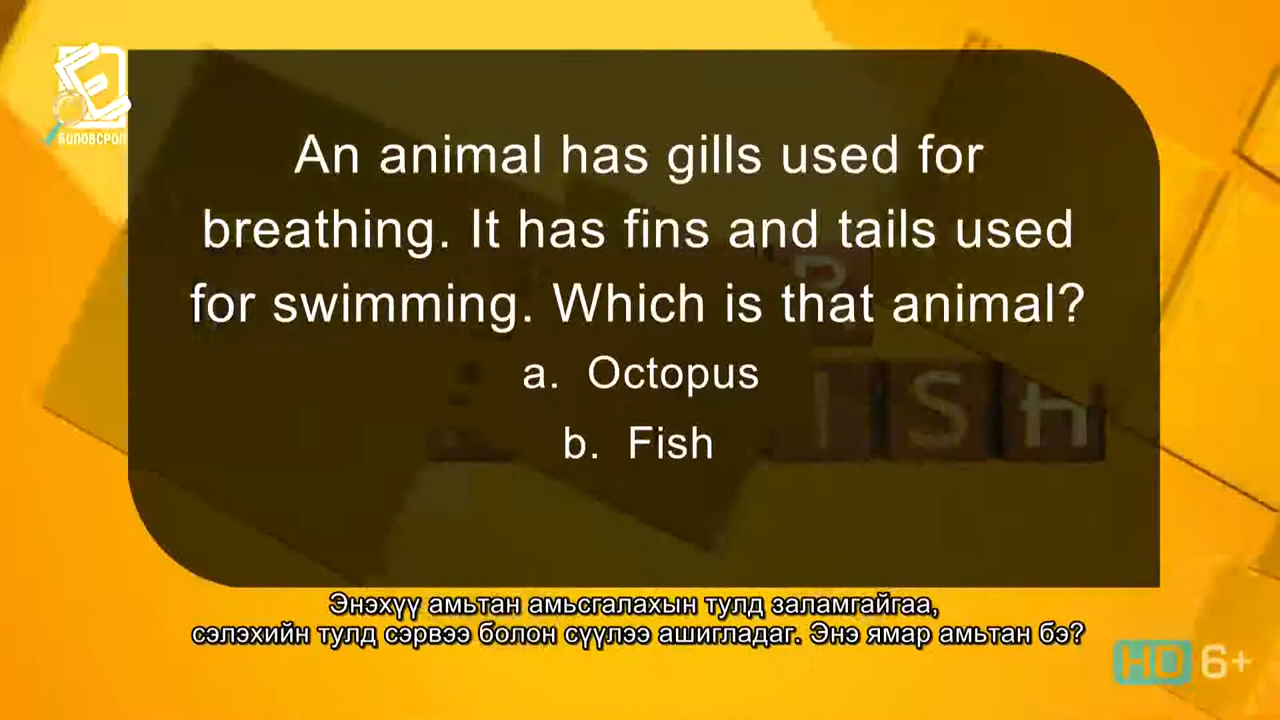 БОЛОВСРОЛ
An animal has gills used for
breathing. It has fins and tails used
for swimming. Which is that animal?
a. Octopus
b. Fish
I S H
Энэхүү амьтан амьсгалахын тулд заламгайгаа,
сэлэхийн тулд сэрвээ болон сүүлээ ашигладаг. Энэ ямар амьтан бэ?
HD 6+